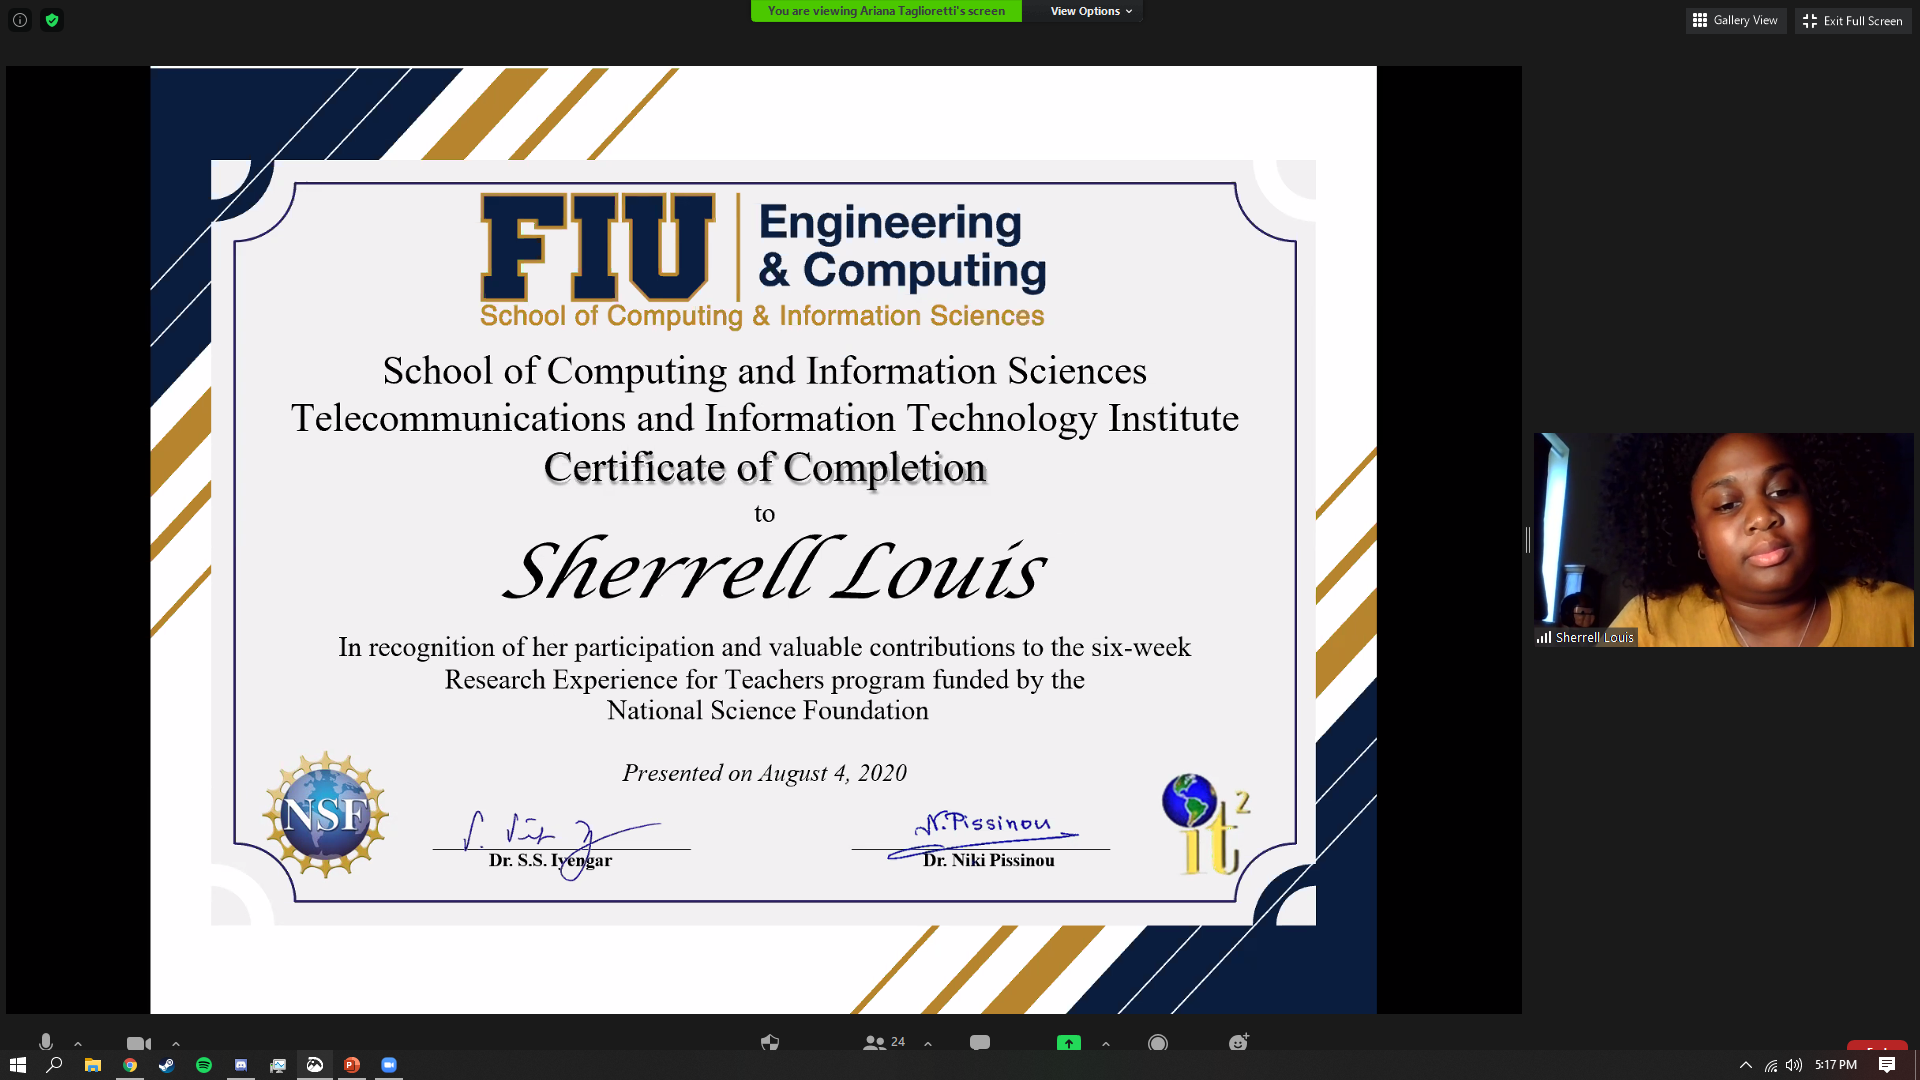 You are viewing Ariana Taglioretti's screen
View Options
Gallery View
Exit Full Screen
FIU
Engineering
& Computing
School of Computing & Information Sciences
School of Computing and Information Sciences
Telecommunications and Information Technology Institute
Certificate of Completion
to
Sherrell Louis
In recognition of her participation and valuable contributions to the six-week
Research Experience for Teachers program funded by the
National Science Foundation
Presented on August 4, 2020
NSF
N. Pissinou
it2
Dr. S.S. Iyengar
Dr. Niki Pissinou
Sherrell Louis
24
5:17 PM